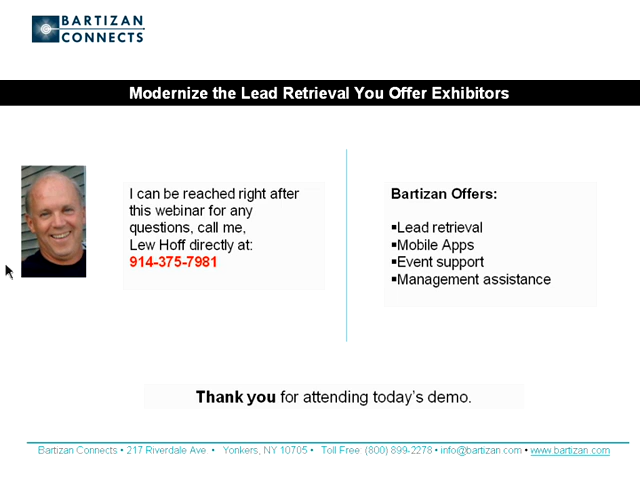 BARTIZAN
CONNECTS
Modernize the Lead Retrieval You Offer Exhibitors
I can be reached right after
this webinar for any
questions, call me,
Lew Hoff directly at:
914-375-7981
Bartizan Offers:
▪Lead retrieval
▪Mobile Apps
▪Event support
▪Management assistance
Thank you for attending today's demo.
Bartizan Connects • 217 Riverdale Ave • Yonkers, NY 10705 • Toll Free: (800) 899-2278 • info@bartizan.com • www.bartizan.com